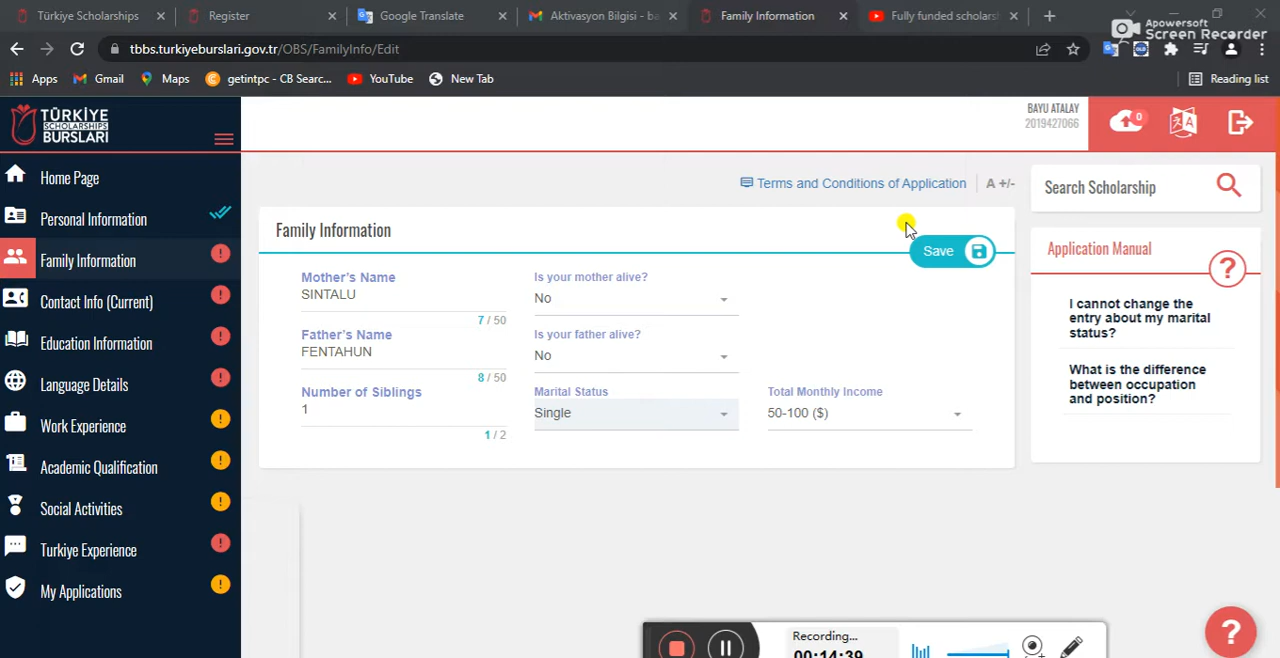 Türkiye Scholarships
Register
Google Translate
Aktivasyon Bilgisi - ba
Family Information
Fully funded scholars
Apowersoft
Screen Recorder
tbbs.turkiyeburslari.gov.tr/OBS/FamilyInfo/Edit
Apps
Gmail
Maps
getintpc - CB Searc...
YouTube
New Tab
Reading list
TÜRKİYE
SCHOLARSHIPS
BURSLARI
BAYU ATALAY
2019427066
0
Home Page
Personal Information
Family Information
Contact Info (Current)
Education Information
Language Details
Work Experience
Academic Qualification
Social Activities
Turkiye Experience
My Applications
Terms and Conditions of Application
A +/-
Family Information
Save
Mother's Name
SINTALU
7 / 50
Is your mother alive?
No
Father's Name
FENTAHUN
8 / 50
Is your father alive?
No
Number of Siblings
1
1 / 2
Marital Status
Single
Total Monthly Income
50-100 ($)
Search Scholarship
Application Manual
?
I cannot change the
entry about my marital
status?
What is the difference
between occupation
and position?
Recording...
00:14:39
?